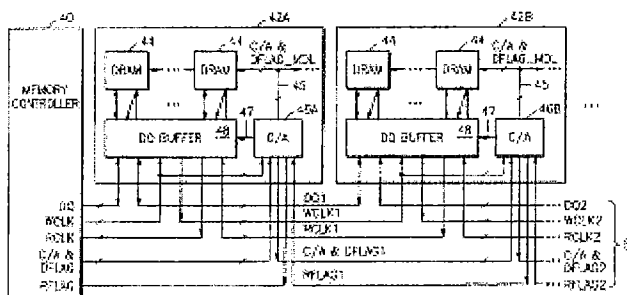 40
42A
42B
44
44
C/A &
DFLAG_MDL
44
44
C/A &
DFLAG_MDL
MEMORY
CONTROLLER
DRAM
DRAM
DRAM
DRAM
45
45
47
46A
47
46B
DQ BUFFER
48
C/A
DQ BUFFER
48
C/A
DQ
DQ1
DQ2
WCLK
WCLK1
WCLK2
RCLK
RCLK1
RCLK2
C/A &
DFLAG
C/A & DFLAG1
C/A &
DFLAG2
RFLAG
RFLAG1
RFLAG2